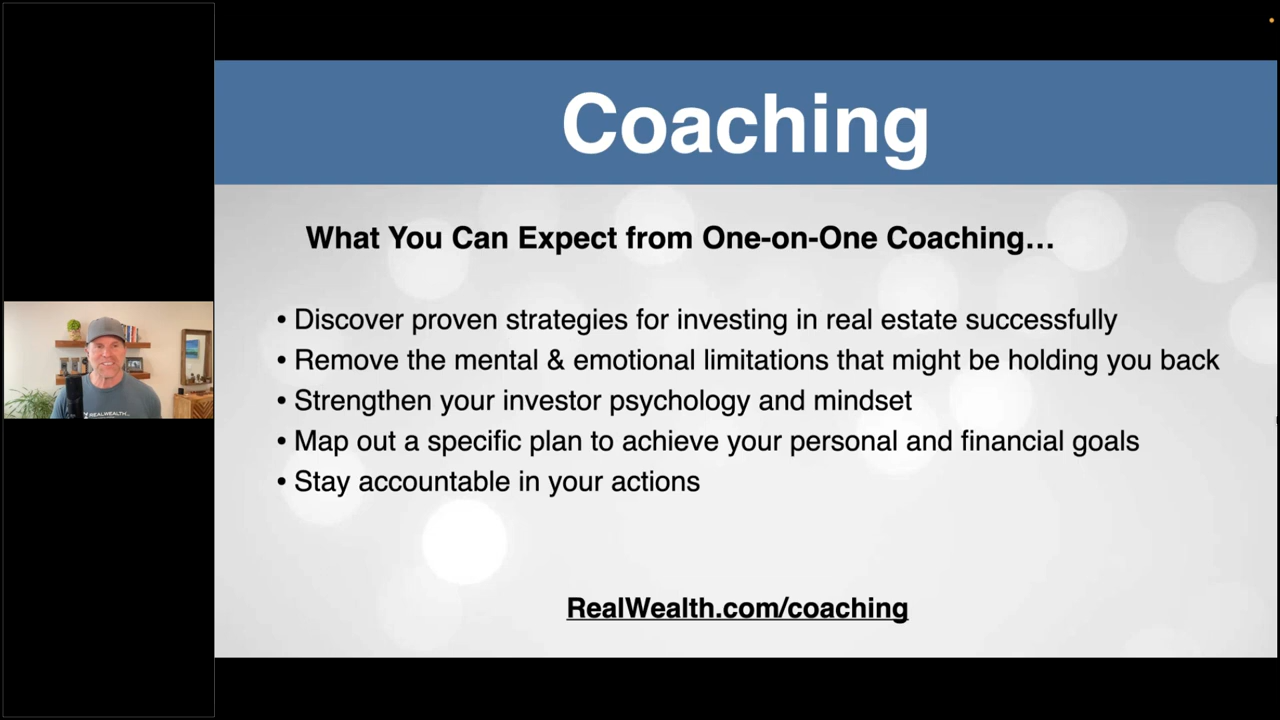 Coaching
What You Can Expect from One-on-One Coaching…
• Discover proven strategies for investing in real estate successfully
• Remove the mental & emotional limitations that might be holding you back
• Strengthen your investor psychology and mindset
• Map out a specific plan to achieve your personal and financial goals
• Stay accountable in your actions
REALWEALTH
RealWealth.com/coaching